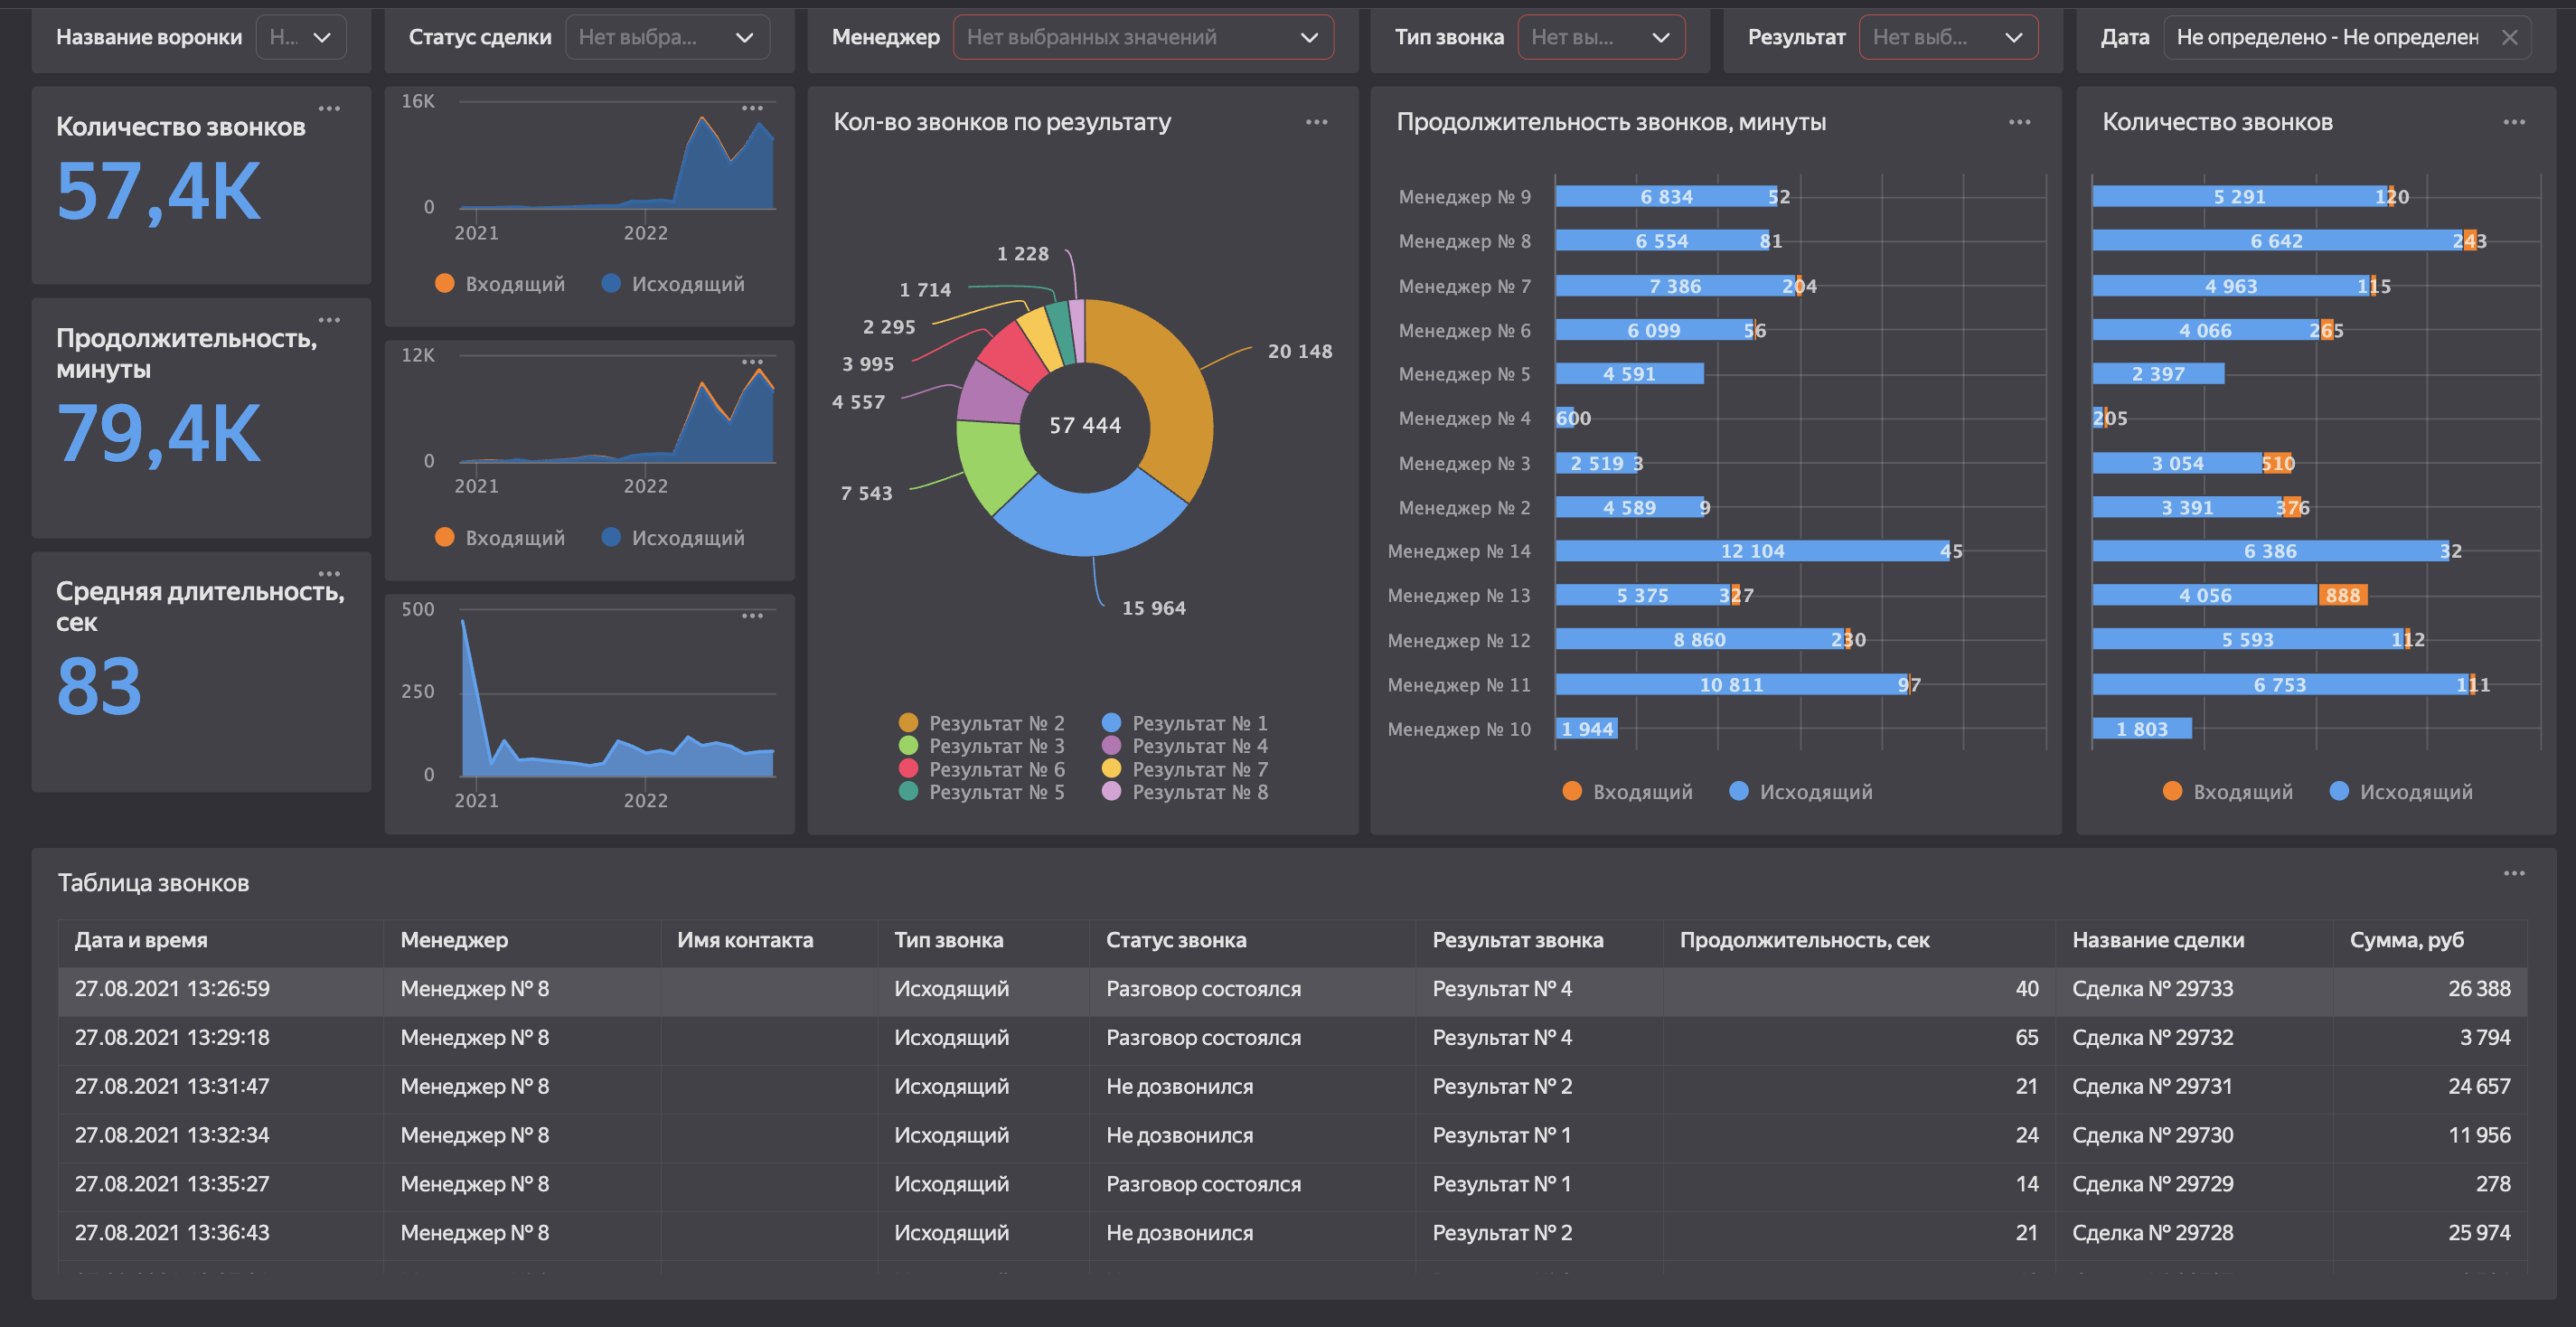 Название воронки Н...
Статус сделки Нет выбра...
Менеджер Нет выбранных значений
Тип звонка Нет вы...
Результат Нет выб...
Дата Не определено - Не определен
Количество звонков
57,4K
Продолжительность,
минуты
79,4K
Средняя длительность,
сек
83
16K
0
2021 2022
Входящий Исходящий
12K
0
2021 2022
Входящий Исходящий
500
250
0
2021 2022
Кол-во звонков по результату
1 228
1 714
2 295
3 995
4 557
7 543
20 148
15 964
57 444
Результат № 2 Результат № 1
Результат № 3 Результат № 4
Результат № 6 Результат № 7
Результат № 5 Результат № 8
Продолжительность звонков, минуты
Менеджер № 9 6 834 52
Менеджер № 8 6 554 81
Менеджер № 7 7 386 204
Менеджер № 6 6 099 56
Менеджер № 5 4 591
Менеджер № 4 600
Менеджер № 3 2 519 3
Менеджер № 2 4 589 9
Менеджер № 14 12 104 45
Менеджер № 13 5 375 327
Менеджер № 12 8 860 230
Менеджер № 11 10 811 97
Менеджер № 10 1 944
Входящий Исходящий
Количество звонков
5 291 120
6 642 243
4 963 115
4 066 265
2 397
205
3 054 510
3 391 376
6 386 32
4 056 888
5 593 112
6 753 111
1 803
Входящий Исходящий
Таблица звонков
Дата и время Менеджер Имя контакта Тип звонка Статус звонка Результат звонка Продолжительность, сек Название сделки Сумма, руб
27.08.2021 13:26:59 Менеджер № 8 Исходящий Разговор состоялся Результат № 4 40 Сделка № 29733 26 388
27.08.2021 13:29:18 Менеджер № 8 Исходящий Разговор состоялся Результат № 4 65 Сделка № 29732 3 794
27.08.2021 13:31:47 Менеджер № 8 Исходящий Не дозвонился Результат № 2 21 Сделка № 29731 24 657
27.08.2021 13:32:34 Менеджер № 8 Исходящий Не дозвонился Результат № 1 24 Сделка № 29730 11 956
27.08.2021 13:35:27 Менеджер № 8 Исходящий Разговор состоялся Результат № 1 14 Сделка № 29729 278
27.08.2021 13:36:43 Менеджер № 8 Исходящий Не дозвонился Результат № 2 21 Сделка № 29728 25 974